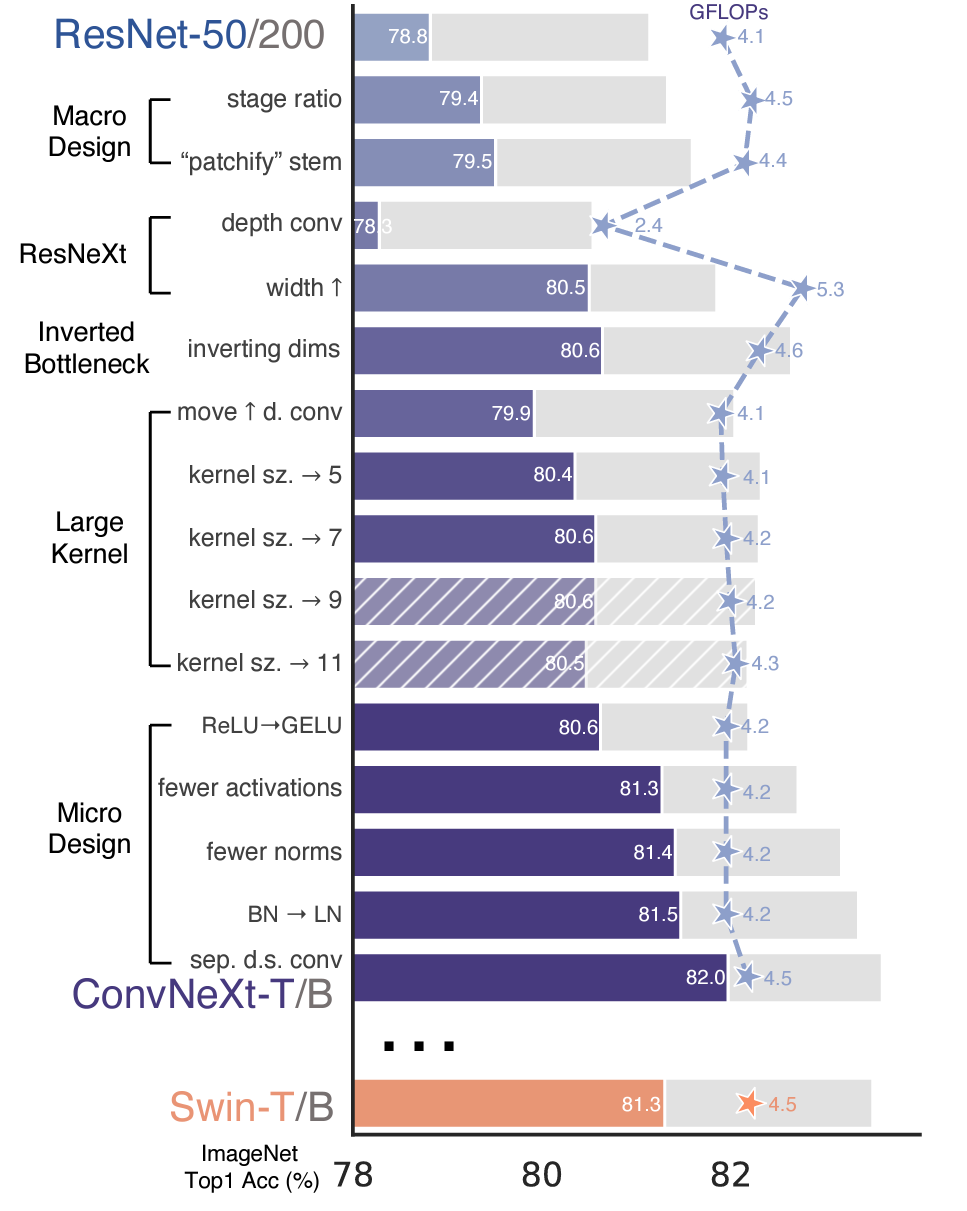 GFLOPs
ResNet-50/200 78.8 4.1
Macro Design
stage ratio 79.4 4.5
“patchify” stem 79.5 4.4
ResNeXt
depth conv 78.3 2.4
width ↑ 80.5 5.3
Inverted Bottleneck
inverting dims 80.6 4.6
Large Kernel
move ↑ d. conv 79.9 4.1
kernel sz. → 5 80.4 4.1
kernel sz. → 7 80.6 4.2
kernel sz. → 9 80.6 4.2
kernel sz. → 11 80.5 4.3
Micro Design
ReLU→GELU 80.6 4.2
fewer activations 81.3 4.2
fewer norms 81.4 4.2
BN → LN 81.5 4.2
sep. d.s. conv
ConvNeXt-T/B 82.0 4.5
...
Swin-T/B 81.3 4.5
ImageNet
Top1 Acc (%) 78 80 82